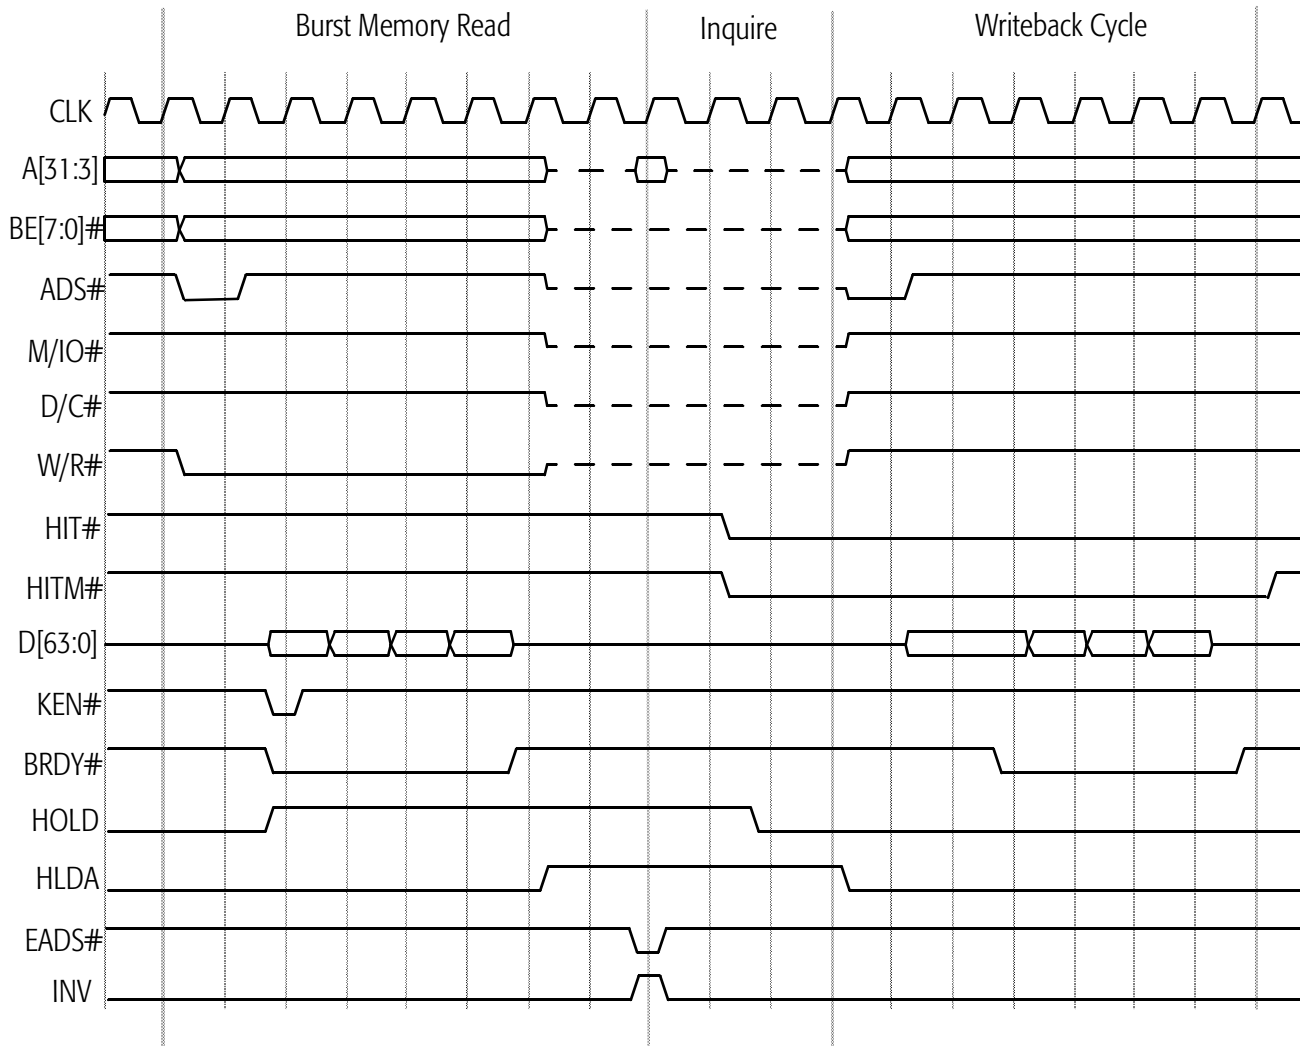 Burst Memory Read
Inquire
Writeback Cycle
CLK
A[31:3]
BE[7:0]#
ADS#
M/IO#
D/C#
W/R#
HIT#
HITM#
D[63:0]
KEN#
BRDY#
HOLD
HLDA
EADS#
INV